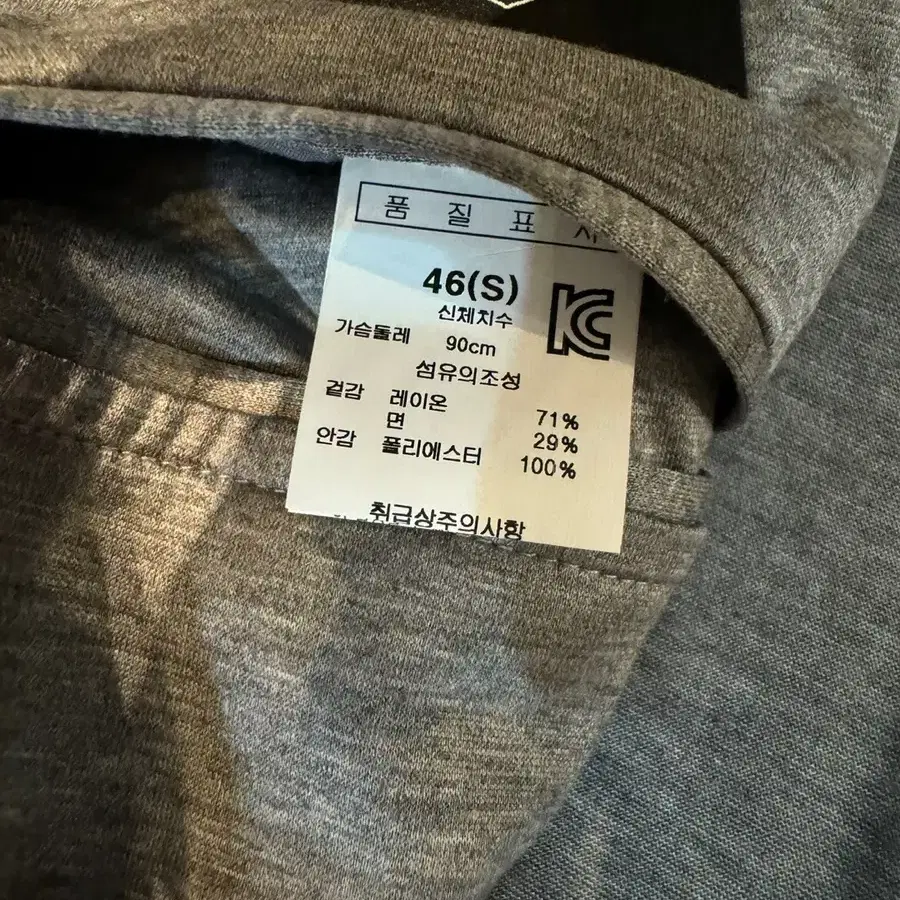 품 질 표 시
46(S)
신체치수
가슴둘레 90cm
KC
섬유의조성
겉감 레이온 71%
면 29%
안감 폴리에스터 100%
취급상주의사항